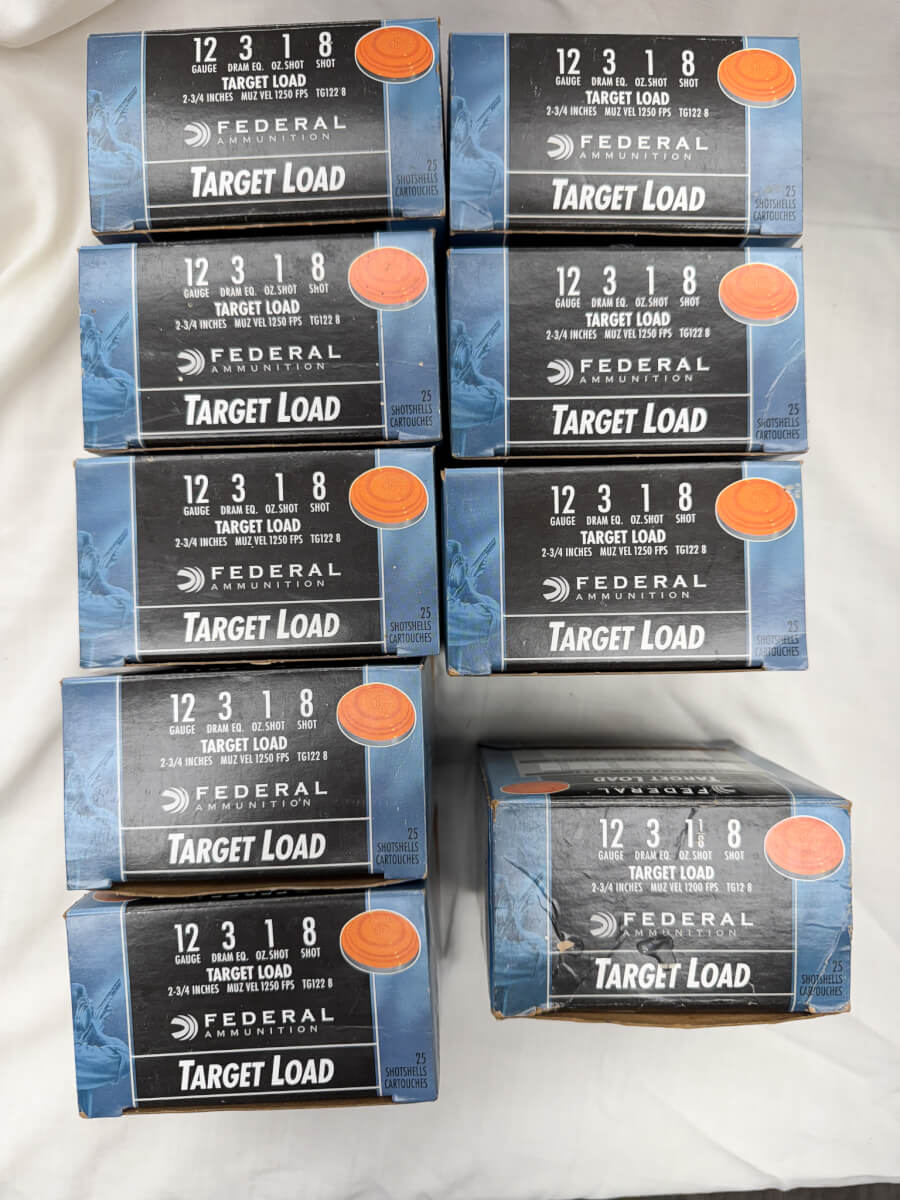 12 3 1 8
GAUGE DRAM EQ. OZ. SHOT SHOT
TARGET LOAD
2-3/4 INCHES MUZ VEL 1250 FPS TG122 8
FEDERAL
AMMUNITION
TARGET LOAD
25
SHOTSHELLS
CARTOUCHES
12 3 1 8
GAUGE DRAM EQ. OZ. SHOT SHOT
TARGET LOAD
2-3/4 INCHES MUZ VEL 1250 FPS TG122 8
FEDERAL
AMMUNITION
TARGET LOAD
25
SHOTSHELLS
CARTOUCHES
12 3 1 8
GAUGE DRAM EQ. OZ. SHOT SHOT
TARGET LOAD
2-3/4 INCHES MUZ VEL 1250 FPS TG122 8
FEDERAL
AMMUNITION
TARGET LOAD
25
SHOTSHELLS
CARTOUCHES
12 3 1 8
GAUGE DRAM EQ. OZ. SHOT SHOT
TARGET LOAD
2-3/4 INCHES MUZ VEL 1250 FPS TG122 8
FEDERAL
AMMUNITION
TARGET LOAD
25
SHOTSHELLS
CARTOUCHES
12 3 1 8
GAUGE DRAM EQ. OZ. SHOT SHOT
TARGET LOAD
2-3/4 INCHES MUZ VEL 1250 FPS TG122 8
FEDERAL
AMMUNITION
TARGET LOAD
25
SHOTSHELLS
CARTOUCHES
12 3 1 8
GAUGE DRAM EQ. OZ. SHOT SHOT
TARGET LOAD
2-3/4 INCHES MUZ VEL 1250 FPS TG122 8
FEDERAL
AMMUNITION
TARGET LOAD
25
SHOTSHELLS
CARTOUCHES
12 3 1 8
GAUGE DRAM EQ. OZ. SHOT SHOT
TARGET LOAD
2-3/4 INCHES MUZ VEL 1250 FPS TG122 8
FEDERAL
AMMUNITION
TARGET LOAD
25
SHOTSHELLS
CARTOUCHES
TARGET LOAD
FEDERAL
12 3 1 1/8 8
GAUGE DRAM EQ. OZ. SHOT SHOT
TARGET LOAD
2-3/4 INCHES MUZ VEL 1200 FPS TG12 8
FEDERAL
AMMUNITION
TARGET LOAD
25
SHOTSHELLS
CARTOUCHES
12 3 1 8
GAUGE DRAM EQ. OZ. SHOT SHOT
TARGET LOAD
2-3/4 INCHES MUZ VEL 1250 FPS TG122 8
FEDERAL
AMMUNITION
TARGET LOAD
25
SHOTSHELLS
CARTOUCHES